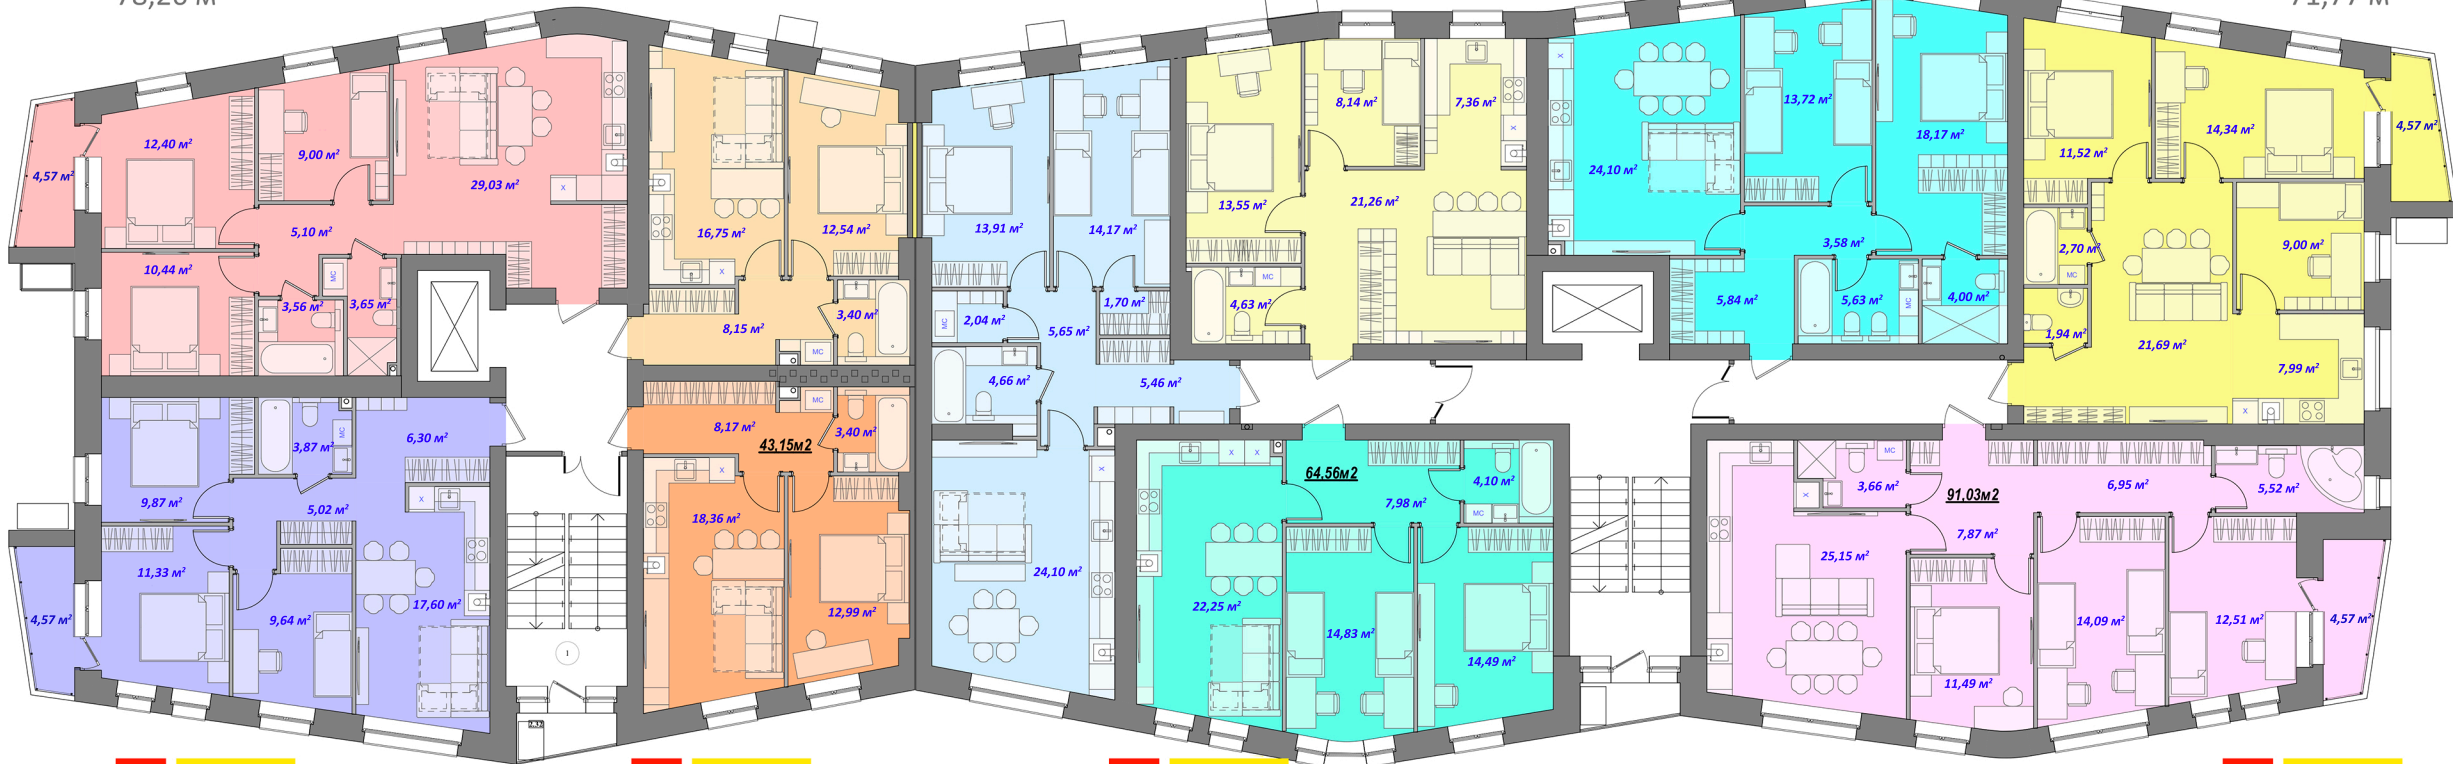 4,57 м²
12,40 м²
9,00 м²
29,03 м²
X
5,10 м²
10,44 м²
3,56 м²
МС
3,65 м²
16,75 м²
12,54 м²
X
8,15 м²
3,40 м²
МС
13,91 м²
14,17 м²
2,04 м²
МС
1,70 м²
5,65 м²
4,66 м²
5,46 м²
13,55 м²
8,14 м²
7,36 м²
X
21,26 м²
4,63 м²
МС
X
24,10 м²
13,72 м²
18,17 м²
3,58 м²
5,84 м²
5,63 м²
МС
4,00 м²
11,52 м²
14,34 м²
4,57 м²
2,70 м²
МС
9,00 м²
1,94 м²
21,69 м²
7,99 м²
X
9,87 м²
3,87 м²
МС
6,30 м²
X
5,02 м²
11,33 м²
4,57 м²
9,64 м²
17,60 м²
1
8,17 м²
43,15м2
МС
3,40 м²
X
18,36 м²
12,99 м²
X
24,10 м²
X
X
64,56м2
7,98 м²
4,10 м²
МС
22,25 м²
14,83 м²
14,49 м²
X
3,66 м²
МС
91,03м2
6,95 м²
5,52 м²
7,87 м²
25,15 м²
11,49 м²
14,09 м²
12,51 м²
4,57 м²